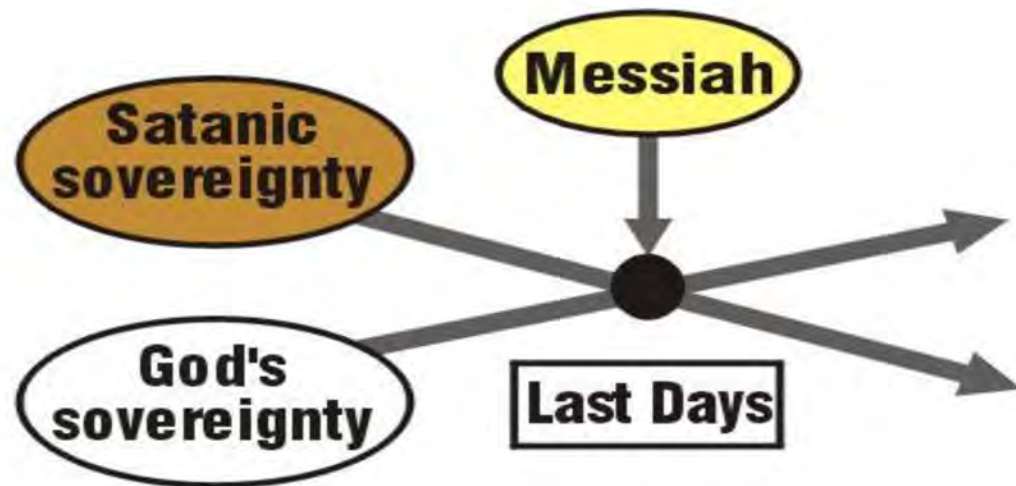 Messiah
Satanic
sovereignty
God's
sovereignty
Last Days